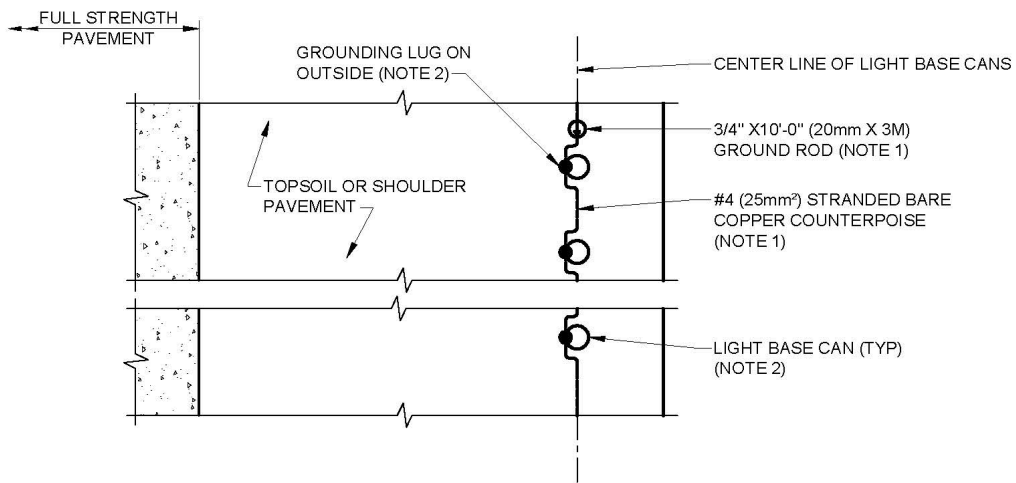 FULL STRENGTH
PAVEMENT
GROUNDING LUG ON
OUTSIDE (NOTE 2)
CENTER LINE OF LIGHT BASE CANS
3/4" X10'-0" (20mm X 3M)
GROUND ROD (NOTE 1)
TOPSOIL OR SHOULDER
PAVEMENT
#4 (25mm²) STRANDED BARE
COPPER COUNTERPOISE
(NOTE 1)
LIGHT BASE CAN (TYP)
(NOTE 2)